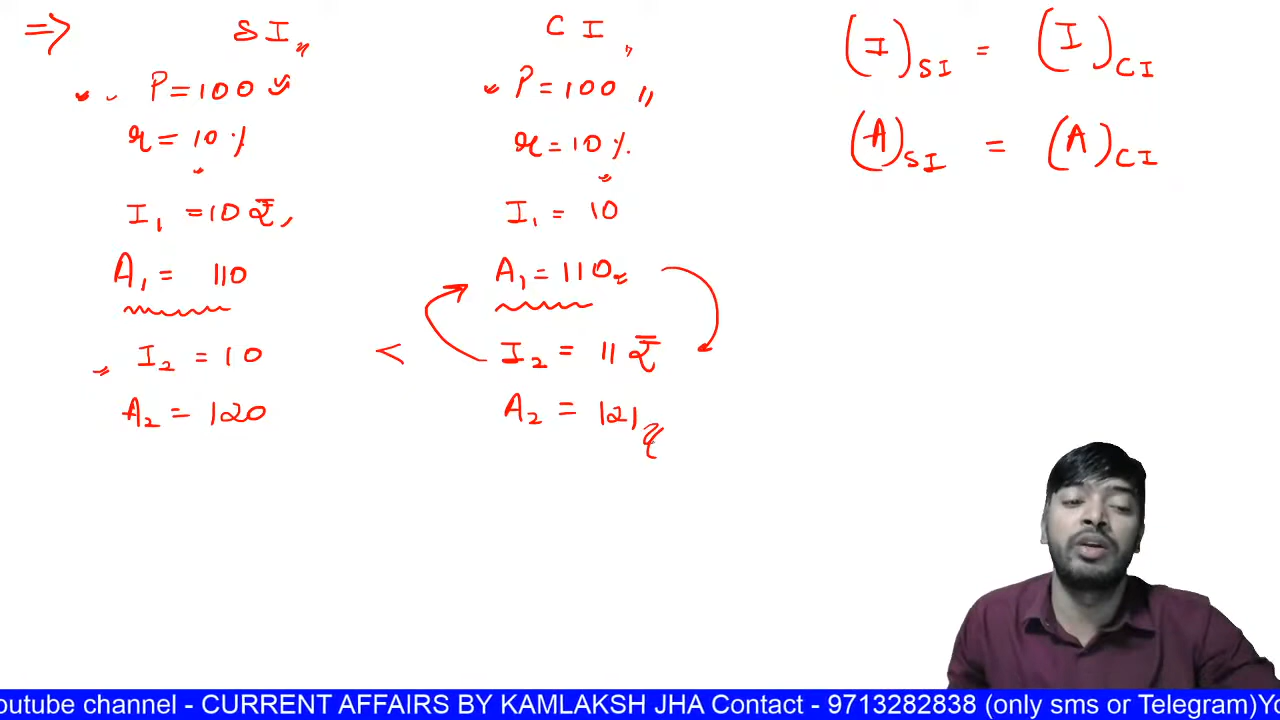 => SI
P = 100
r = 10 %
I₁ = 10 ₹
A₁ = 110
I₂ = 10
A₂ = 120
<
CI
P = 100
r = 10 %
I₁ = 10
A₁ = 110
I₂ = 11 ₹
A₂ = 121
(I)SI = (I)CI
(A)SI = (A)CI
outube channel - CURRENT AFFAIRS BY KAMLAKSH JHA Contact - 9713282838 (only sms or Telegram)Yo